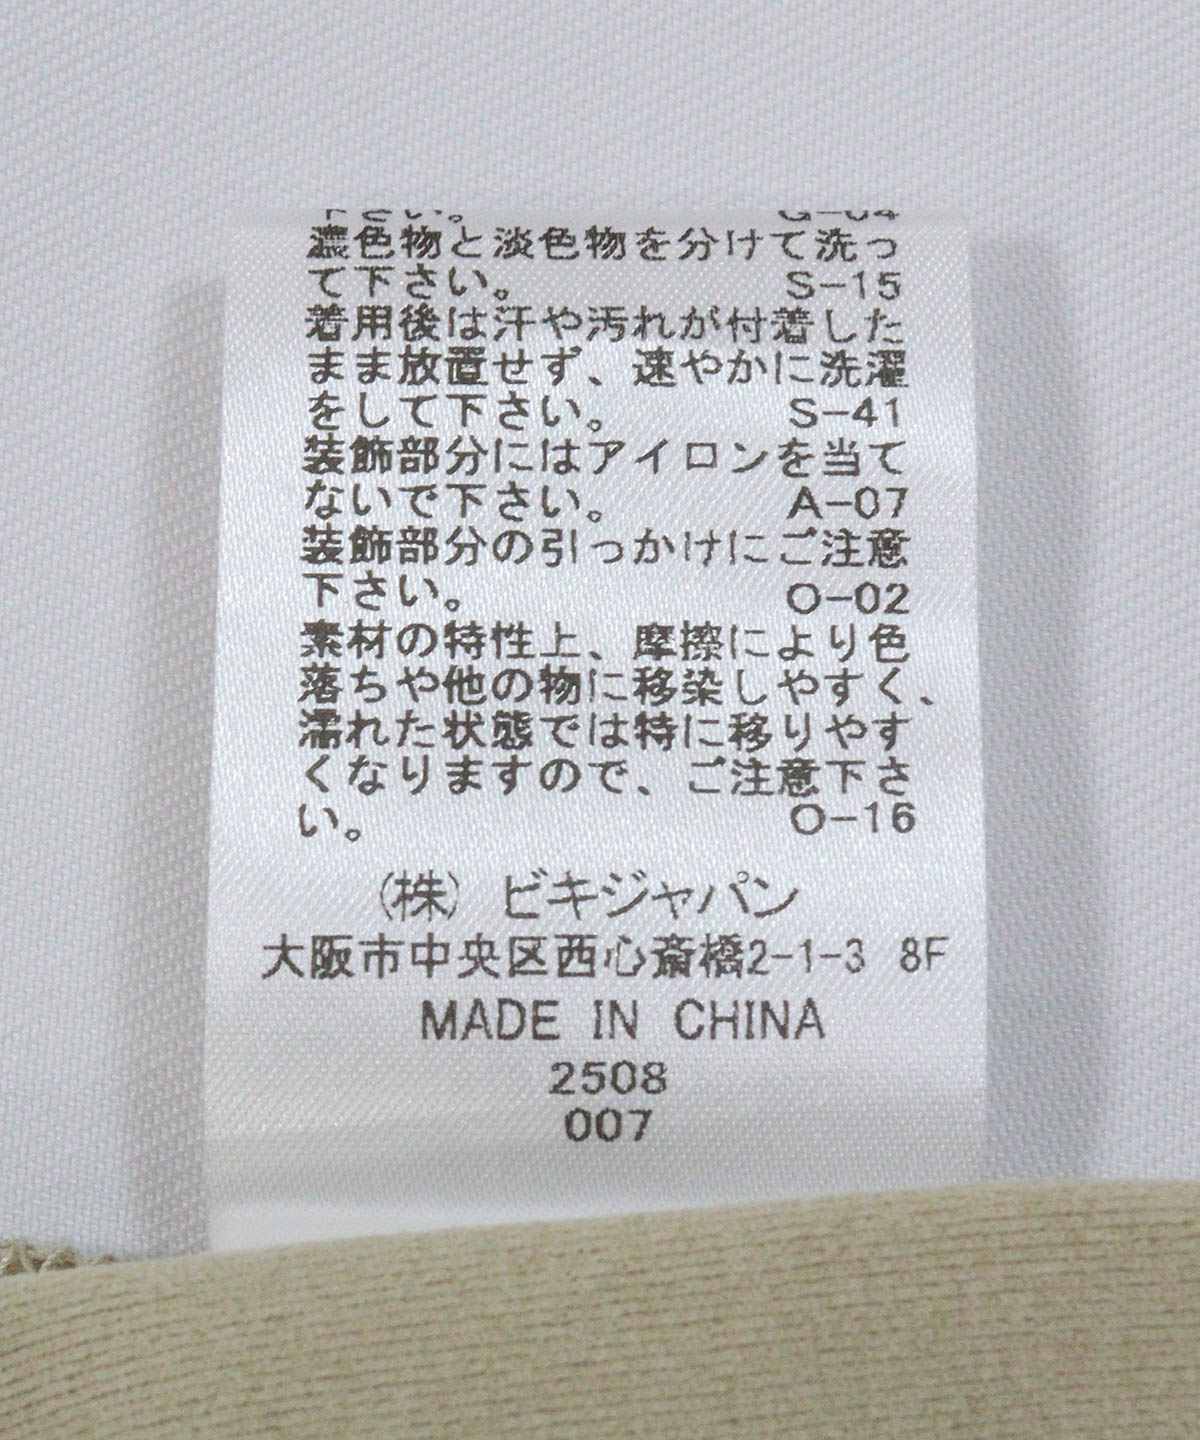 下さい。 G-04
濃色物と淡色物を分けて洗っ
て下さい。 S-15
着用後は汗や汚れが付着した
まま放置せず、速やかに洗濯
をして下さい。 S-41
装飾部分にはアイロンを当て
ないで下さい。 A-07
装飾部分の引っかけにご注意
下さい。 O-02
素材の特性上、摩擦により色
落ちや他の物に移染しやすく、
濡れた状態では特に移りやす
くなりますので、ご注意下さ
い。 O-16
(株) ビキジャパン
大阪市中央区西心斎橋2-1-3 8F
MADE IN CHINA
2508
007